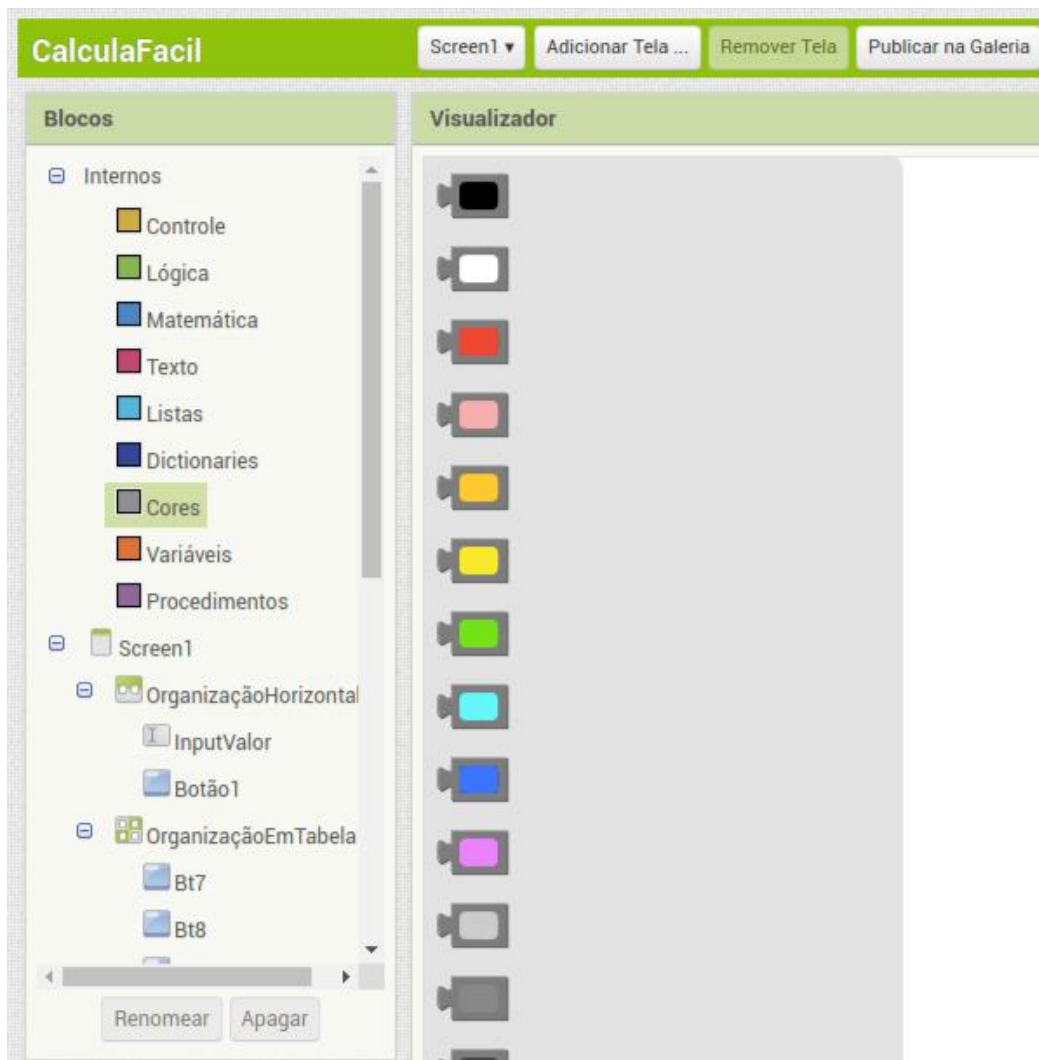 CalculaFacil
Screen1 ▾
Adicionar Tela ...
Remover Tela
Publicar na Galeria
Blocos
Visualizador
Internos
Controle
Lógica
Matemática
Texto
Listas
Dictionaries
Cores
Variáveis
Procedimentos
Screen1
OrganizaçãoHorizontal
InputValor
Botão1
OrganizaçãoEmTabela
Bt7
Bt8
Renomear
Apagar